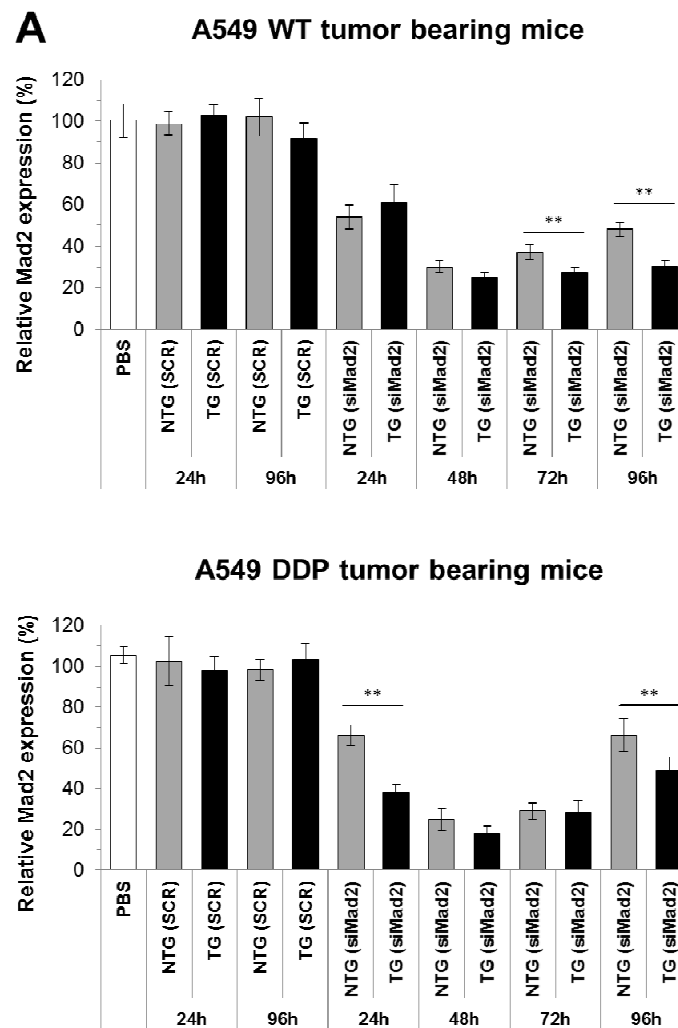 A
A549 WT tumor bearing mice
Relative Mad2 expression (%)
120
100
80
60
40
20
0
**
**
PBS
NTG (SCR)
TG (SCR)
NTG (SCR)
TG (SCR)
NTG (siMad2)
TG (siMad2)
NTG (siMad2)
TG (siMad2)
NTG (siMad2)
TG (siMad2)
NTG (siMad2)
TG (siMad2)
24h 96h 24h 48h 72h 96h
A549 DDP tumor bearing mice
Relative Mad2 expression (%)
120
100
80
60
40
20
0
**
**
PBS
NTG (SCR)
TG (SCR)
NTG (SCR)
TG (SCR)
NTG (siMad2)
TG (siMad2)
NTG (siMad2)
TG (siMad2)
NTG (siMad2)
TG (siMad2)
NTG (siMad2)
TG (siMad2)
24h 96h 24h 48h 72h 96h